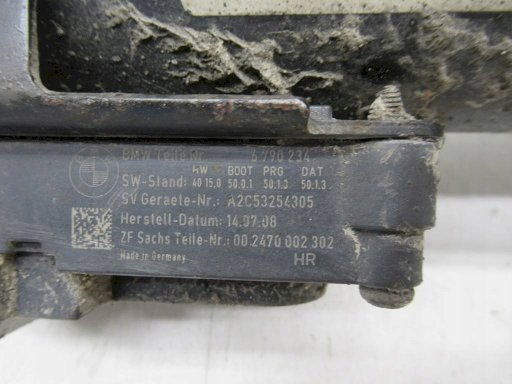 BMW Teile Nr. 6 790 234
HW BOOT PRG DAT
SW-Stand: 40 15.0 50.0.1 50.1.3 50.1.3
SV Geraete-Nr.: A2C53254305
Herstell-Datum: 14.07.08
ZF Sachs Teile-Nr.: 00.2470 002 302
Made in Germany HR